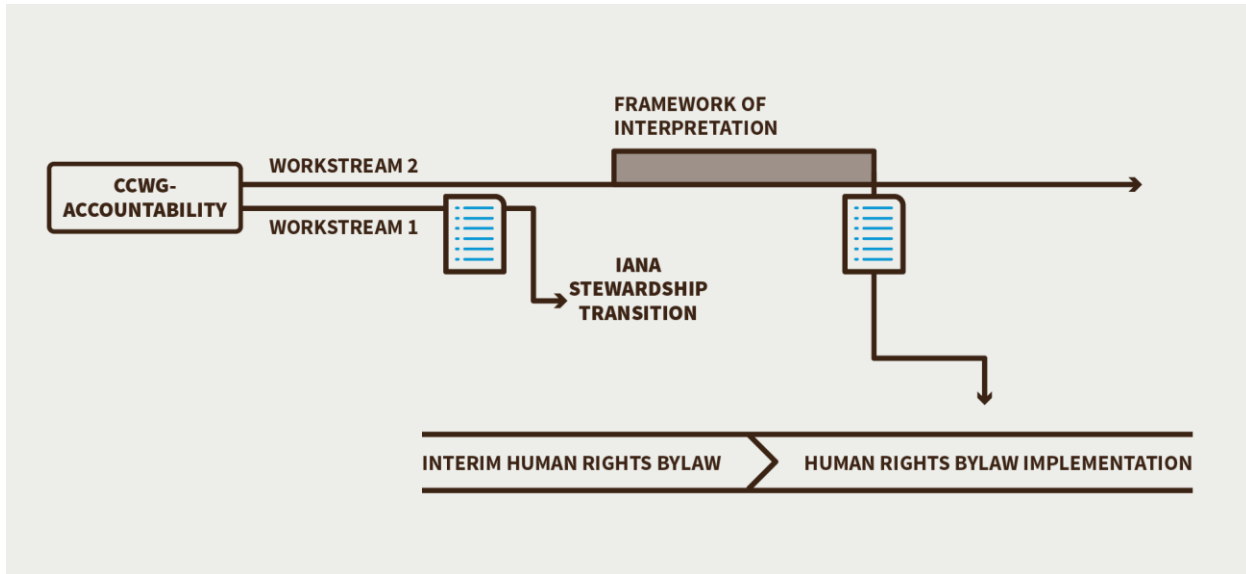 FRAMEWORK OF
INTERPRETATION
WORKSTREAM 2
CCWG-
ACCOUNTABILITY
WORKSTREAM 1
IANA
STEWARDSHIP
TRANSITION
INTERIM HUMAN RIGHTS BYLAW
HUMAN RIGHTS BYLAW IMPLEMENTATION